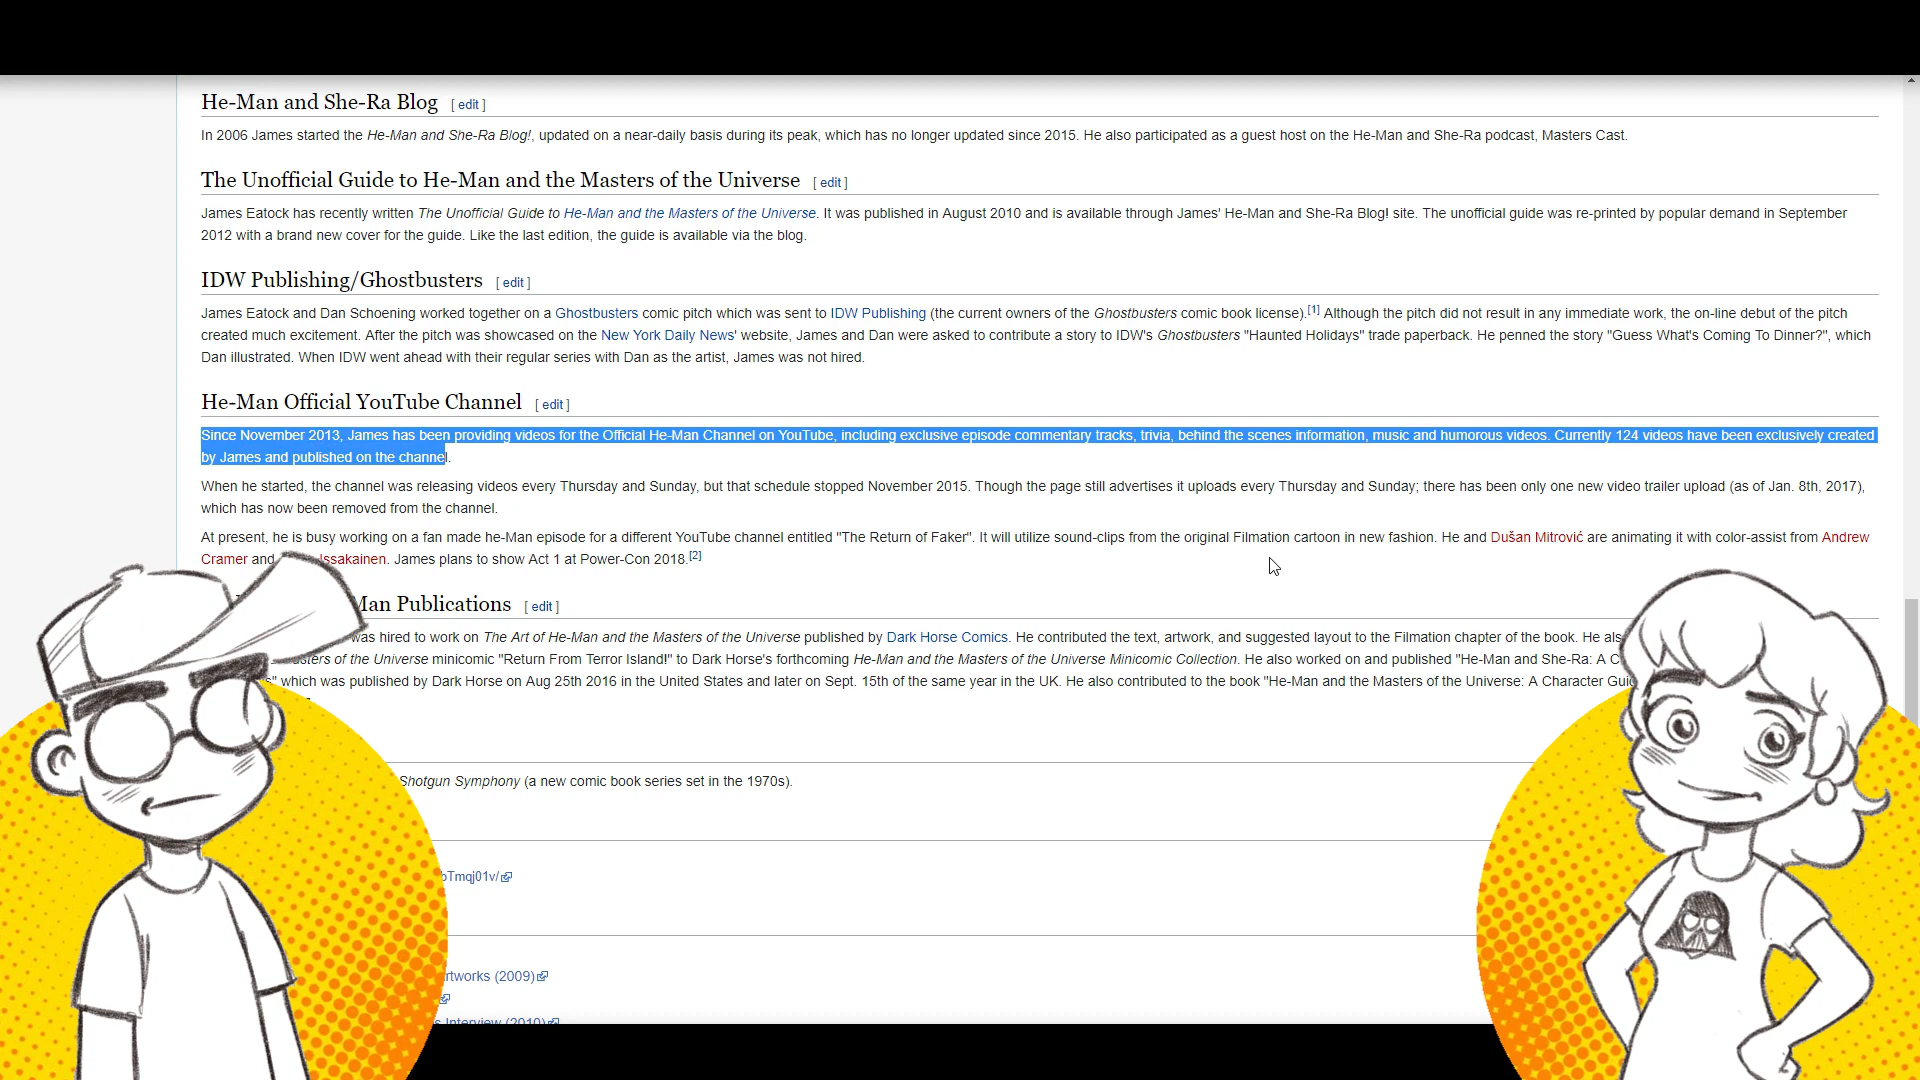 He-Man and She-Ra Blog [ edit ]
In 2006 James started the He-Man and She-Ra Blog!, updated on a near-daily basis during its peak, which has no longer updated since 2015. He also participated as a guest host on the He-Man and She-Ra podcast, Masters Cast.
The Unofficial Guide to He-Man and the Masters of the Universe [ edit ]
James Eatock has recently written The Unofficial Guide to He-Man and the Masters of the Universe. It was published in August 2010 and is available through James' He-Man and She-Ra Blog! site. The unofficial guide was re-printed by popular demand in September
2012 with a brand new cover for the guide. Like the last edition, the guide is available via the blog.
IDW Publishing/Ghostbusters [ edit ]
James Eatock and Dan Schoening worked together on a Ghostbusters comic pitch which was sent to IDW Publishing (the current owners of the Ghostbusters comic book license).[1] Although the pitch did not result in any immediate work, the on-line debut of the pitch
created much excitement. After the pitch was showcased on the New York Daily News' website, James and Dan were asked to contribute a story to IDW's Ghostbusters "Haunted Holidays" trade paperback. He penned the story "Guess What's Coming To Dinner?", which
Dan illustrated. When IDW went ahead with their regular series with Dan as the artist, James was not hired.
He-Man Official YouTube Channel [ edit ]
Since November 2013, James has been providing videos for the Official He-Man Channel on YouTube, including exclusive episode commentary tracks, trivia, behind the scenes information, music and humorous videos. Currently 124 videos have been exclusively created
by James and published on the channel.
When he started, the channel was releasing videos every Thursday and Sunday, but that schedule stopped November 2015. Though the page still advertises it uploads every Thursday and Sunday; there has been only one new video trailer upload (as of Jan. 8th, 2017),
which has now been removed from the channel.
At present, he is busy working on a fan made he-Man episode for a different YouTube channel entitled "The Return of Faker". It will utilize sound-clips from the original Filmation cartoon in new fashion. He and Dušan Mitrović are animating it with color-assist from Andrew
Cramer and Issakainen. James plans to show Act 1 at Power-Con 2018.[2]
Man Publications [ edit ]
was hired to work on The Art of He-Man and the Masters of the Universe published by Dark Horse Comics. He contributed the text, artwork, and suggested layout to the Filmation chapter of the book. He
of the Universe minicomic "Return From Terror Island!" to Dark Horse's forthcoming He-Man and the Masters of the Universe Minicomic Collection. He also worked on and published "He-Man and She-Ra: A
which was published by Dark Horse on Aug 25th 2016 in the United States and later on Sept. 15th of the same year in the UK. He also contributed to the book "He-Man and the Masters of the Universe: A Character
Shotgun Symphony (a new comic book series set in the 1970s).
bTmqj01v/
rtworks (2009)
s Interview (2010)